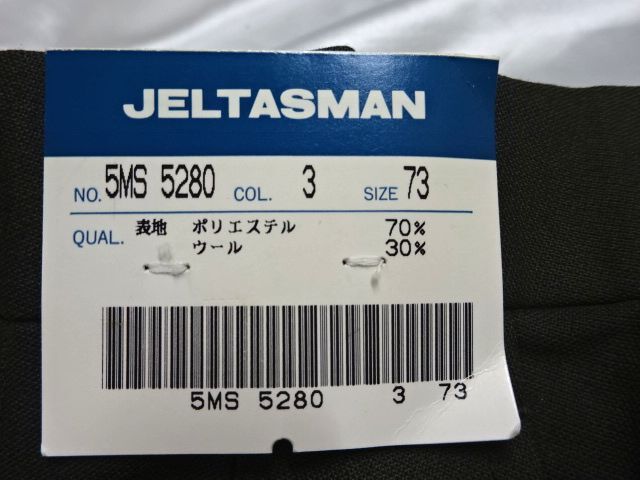 JELTASMAN
NO. 5MS 5280 COL. 3 SIZE 73
QUAL. 表地 ポリエステル 70%
ウール 30%
5MS 5280 3 73